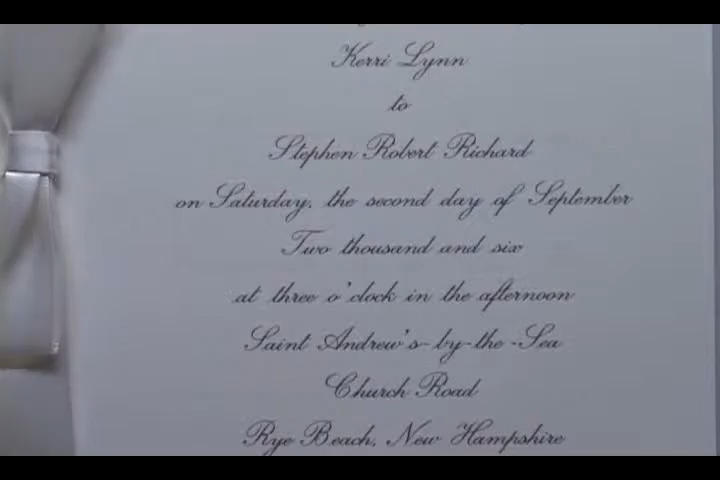 Kerri Lynn
to
Stephen Robert Richard
on Saturday, the second day of September
Two thousand and six
at three o'clock in the afternoon
Saint Andrew's-by-the-Sea
Church Road
Rye Beach, New Hampshire